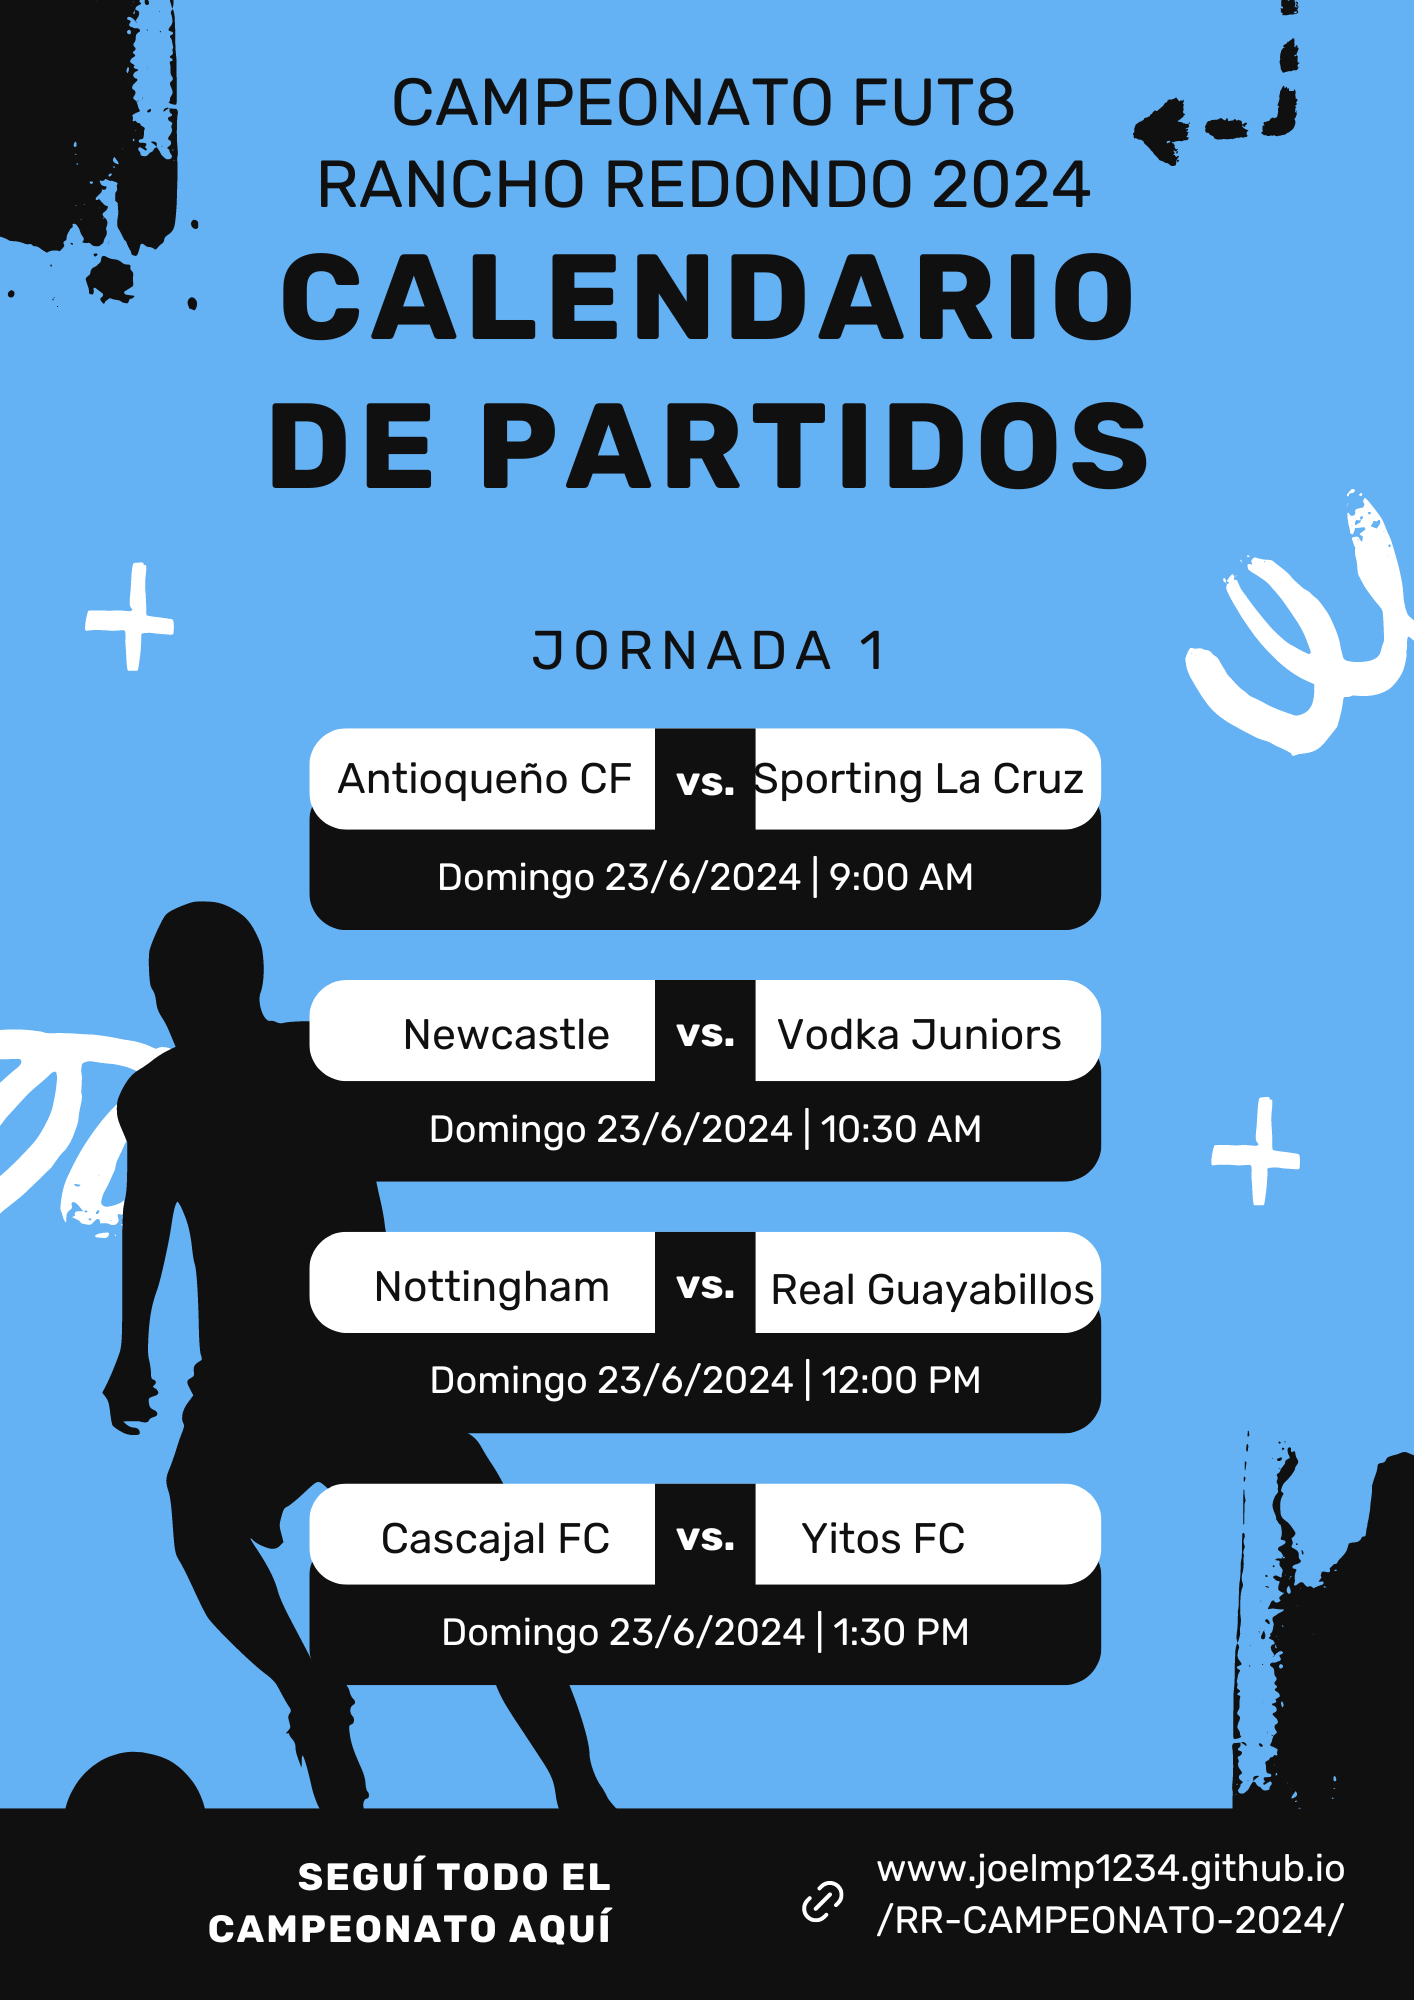 CAMPEONATO FUT8
RANCHO REDONDO 2024
CALENDARIO
DE PARTIDOS
JORNADA 1
Antioqueño CF vs. Sporting La Cruz
Domingo 23/6/2024 | 9:00 AM
Newcastle vs. Vodka Juniors
Domingo 23/6/2024 | 10:30 AM
Nottingham vs. Real Guayabillos
Domingo 23/6/2024 | 12:00 PM
Cascajal FC vs. Yitos FC
Domingo 23/6/2024 | 1:30 PM
SEGUÍ TODO EL
CAMPEONATO AQUÍ
www.joelmp1234.github.io
/RR-CAMPEONATO-2024/